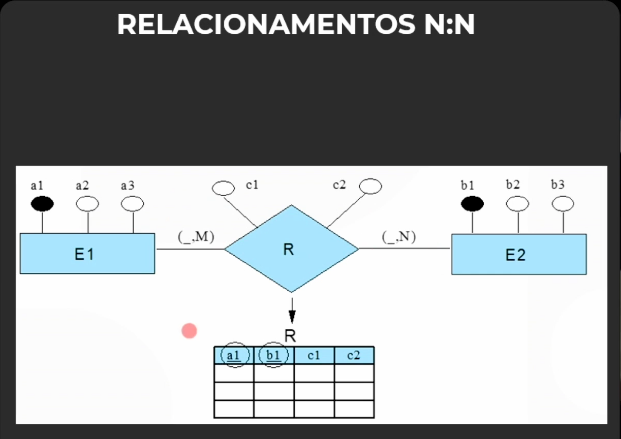 RELACIONAMENTOS N:N
a1 a2 a3 c1 c2 b1 b2 b3
E1 (_,M) R (_,N) E2
R
a1 b1 c1 c2